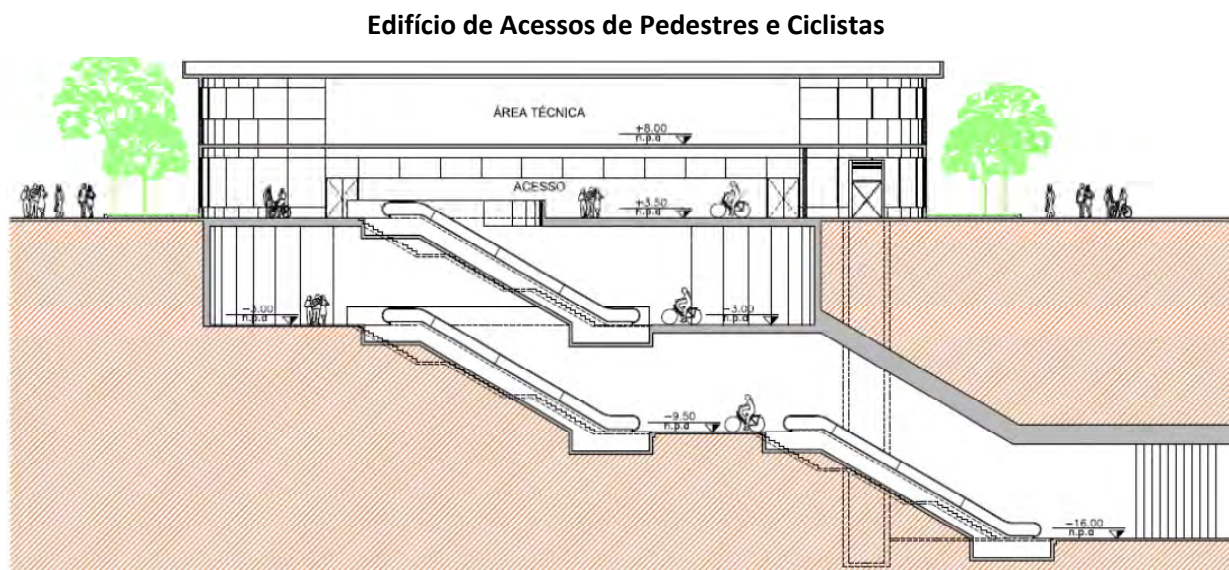 Edifício de Acessos de Pedestres e Ciclistas
ÁREA TÉCNICA
+8.00
n.p.a
ACESSO
+3.50
n.p.a
-3.00
n.p.a
-3.00
n.p.a
-9.50
n.p.a
-16.00
n.p.a